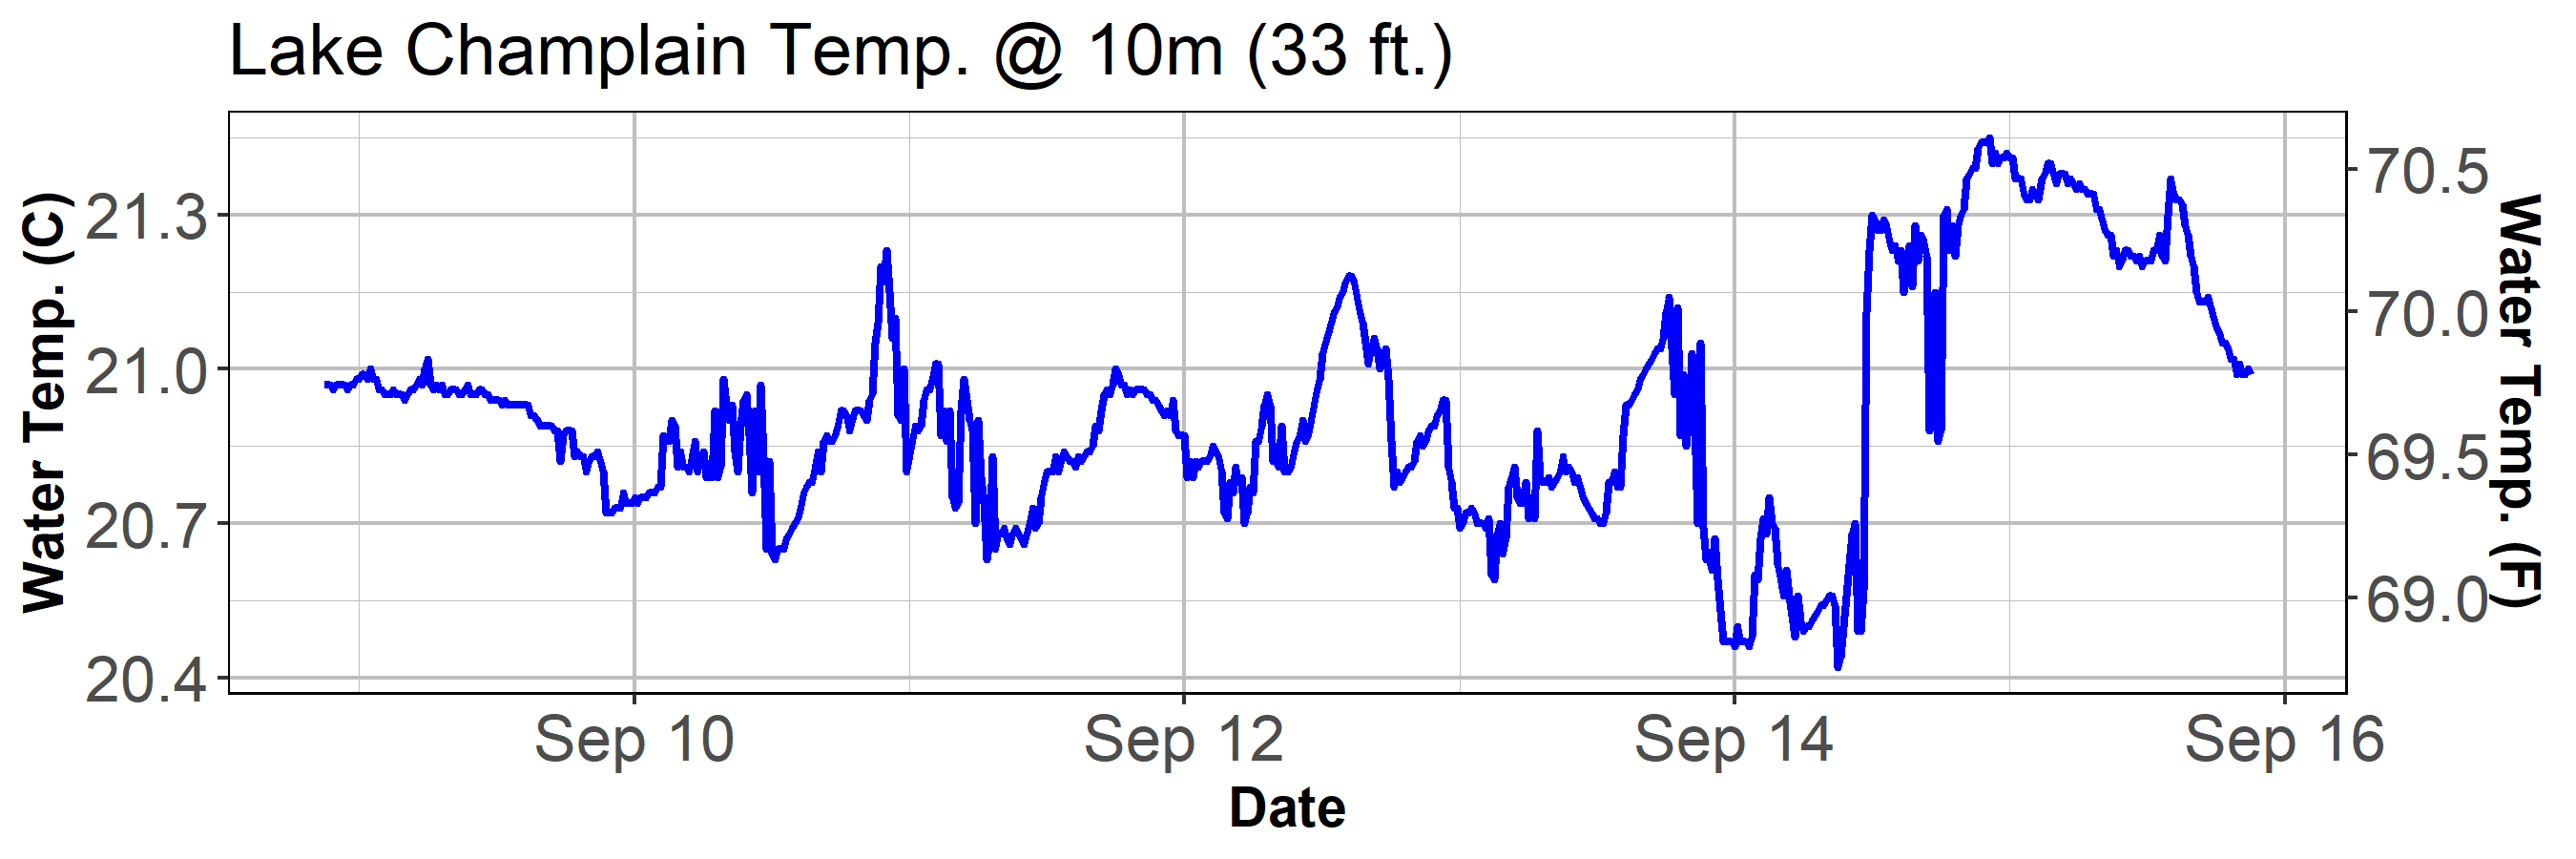 Lake Champlain Temp. @ 10m (33 ft.)
Water Temp. (C)
21.3
21.0
20.7
20.4
70.5
70.0
69.5
69.0
Water Temp. (F)
Sep 10
Sep 12
Sep 14
Sep 16
Date